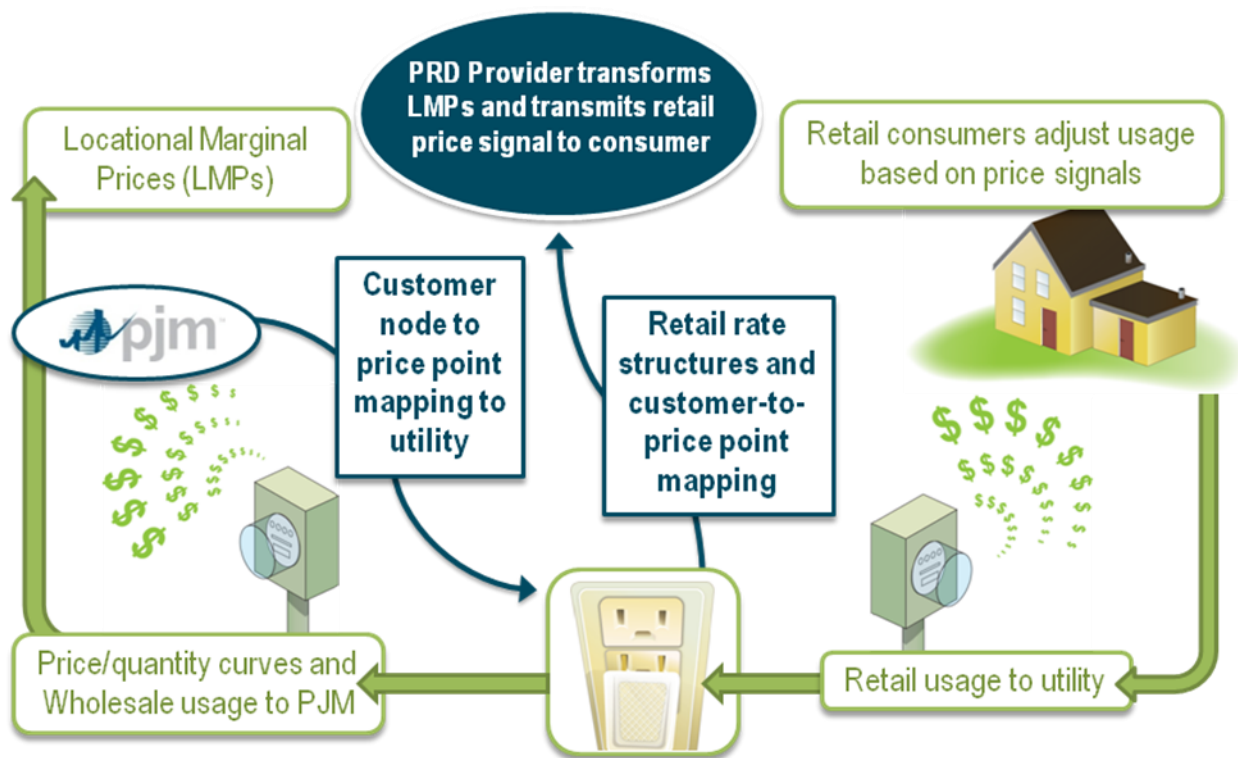 PRD Provider transforms
LMPs and transmits retail
price signal to consumer
Locational Marginal
Prices (LMPs)
Retail consumers adjust usage
based on price signals
pjm™
Customer
node to
price point
mapping to
utility
Retail rate
structures and
customer-to-
price point
mapping
Price/quantity curves and
Wholesale usage to PJM
Retail usage to utility